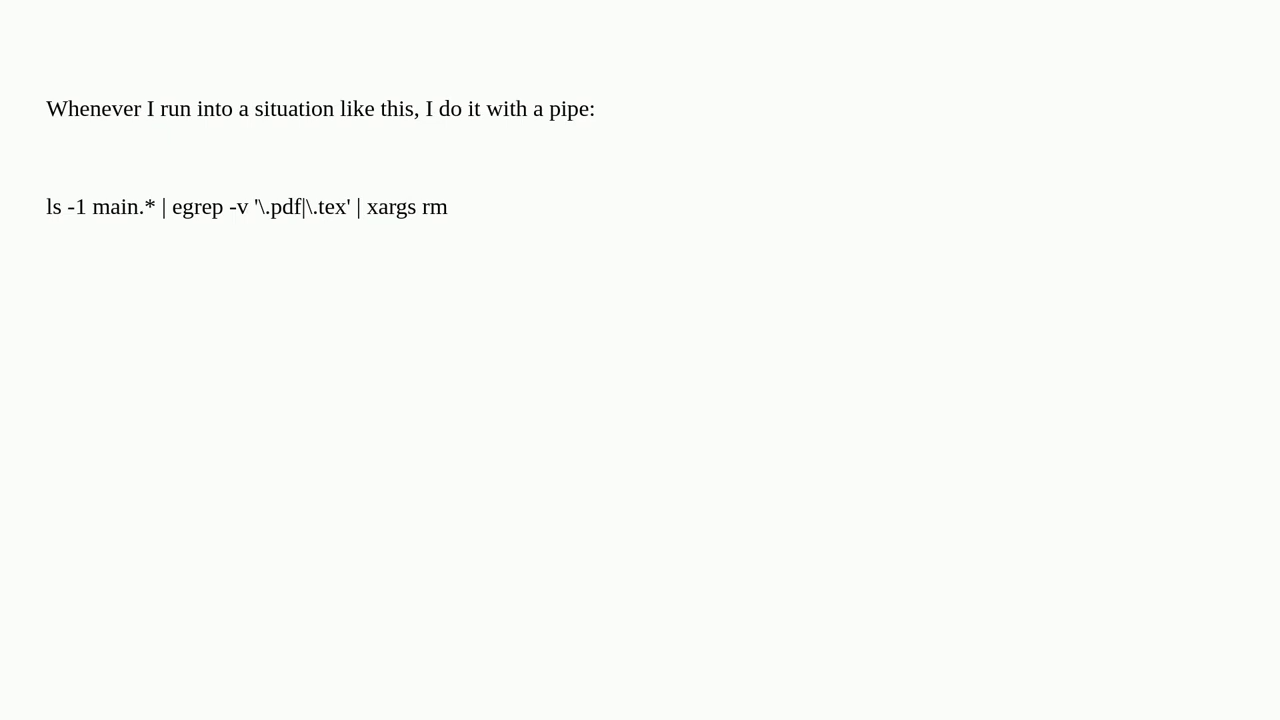 Whenever I run into a situation like this, I do it with a pipe:
ls -1 main.* | egrep -v '\.pdf|\.tex' | xargs rm